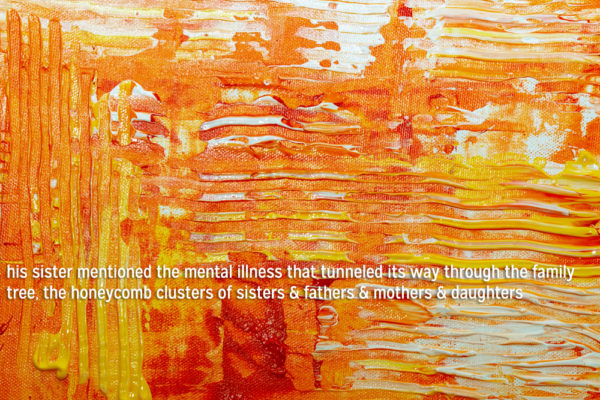 his sister mentioned the mental illness that tunneled its way through the family
tree, the honeycomb clusters of sisters & fathers & mothers & daughters